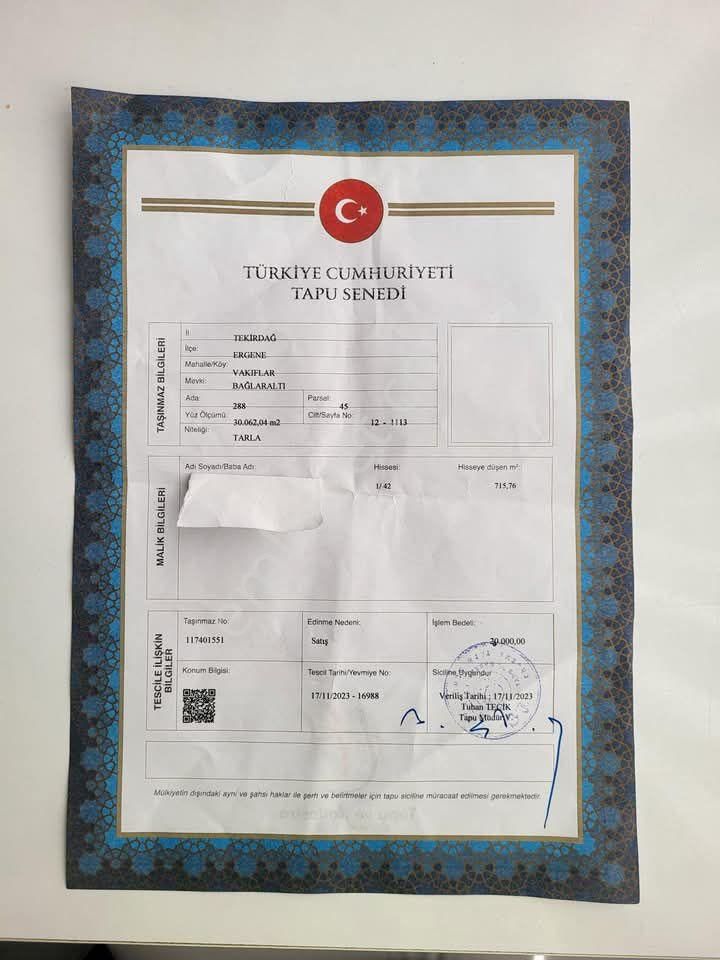 TÜRKİYE CUMHURİYETİ
TAPU SENEDİ
TAŞINMAZ BİLGİLERİ
İl: TEKİRDAĞ
İlçe: ERGENE
Mahalle/Köy: VAKIFLAR
Mevki: BAĞLARALTI
Ada: 288 Parsel: 45
Yüz Ölçümü: 30.062,04 m2 Cilt/Sayfa No: 12 - 1113
Niteliği: TARLA
MALİK BİLGİLERİ
Adı Soyadı/Baba Adı: Hissesi: Hisseye düşen m²:
1/ 42 715,76
TESCİLE İLİŞKİN BİLGİLER
Taşınmaz No: Edinme Nedeni: İşlem Bedeli:
117401551 Satış 20.000,00
Konum Bilgisi: Tescil Tarihi/Yevmiye No: Siciline Uygundur
17/11/2023 - 16988 Veriliş Tarihi : 17/11/2023
Tuhan TECİK
Tapu Müdür V.
Mülkiyetin dışındaki ayni ve şahsi haklar ile şerh ve belirtmeler için tapu siciline müracaat edilmesi gerekmektedir.